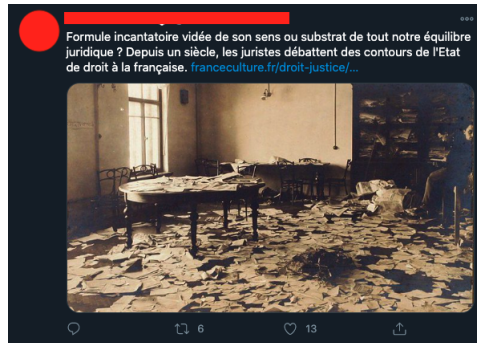 Formule incantatoire vidée de son sens ou substrat de tout notre équilibre
juridique ? Depuis un siècle, les juristes débattent des contours de l'Etat
de droit à la française. franceculture.fr/droit-justice/...
6
13